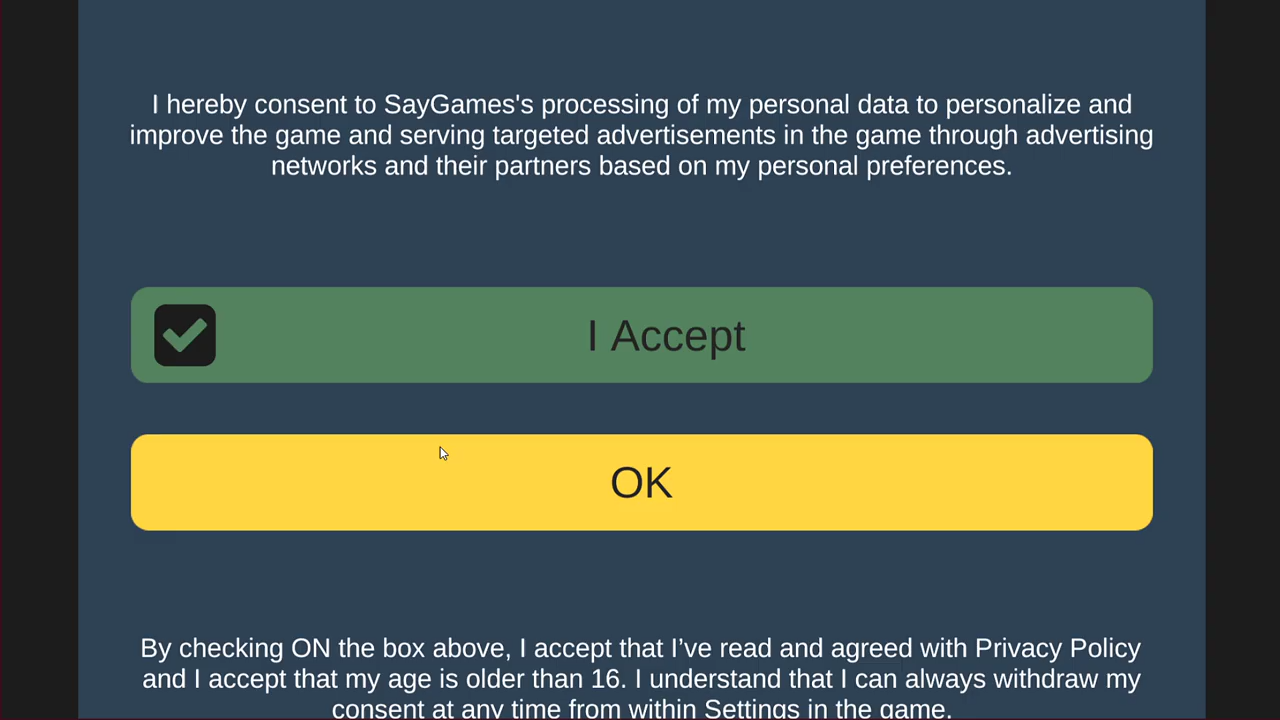 I hereby consent to SayGames's processing of my personal data to personalize and
improve the game and serving targeted advertisements in the game through advertising
networks and their partners based on my personal preferences.
I Accept
OK
By checking ON the box above, I accept that I’ve read and agreed with Privacy Policy
and I accept that my age is older than 16. I understand that I can always withdraw my
consent at any time from within Settings in the game.